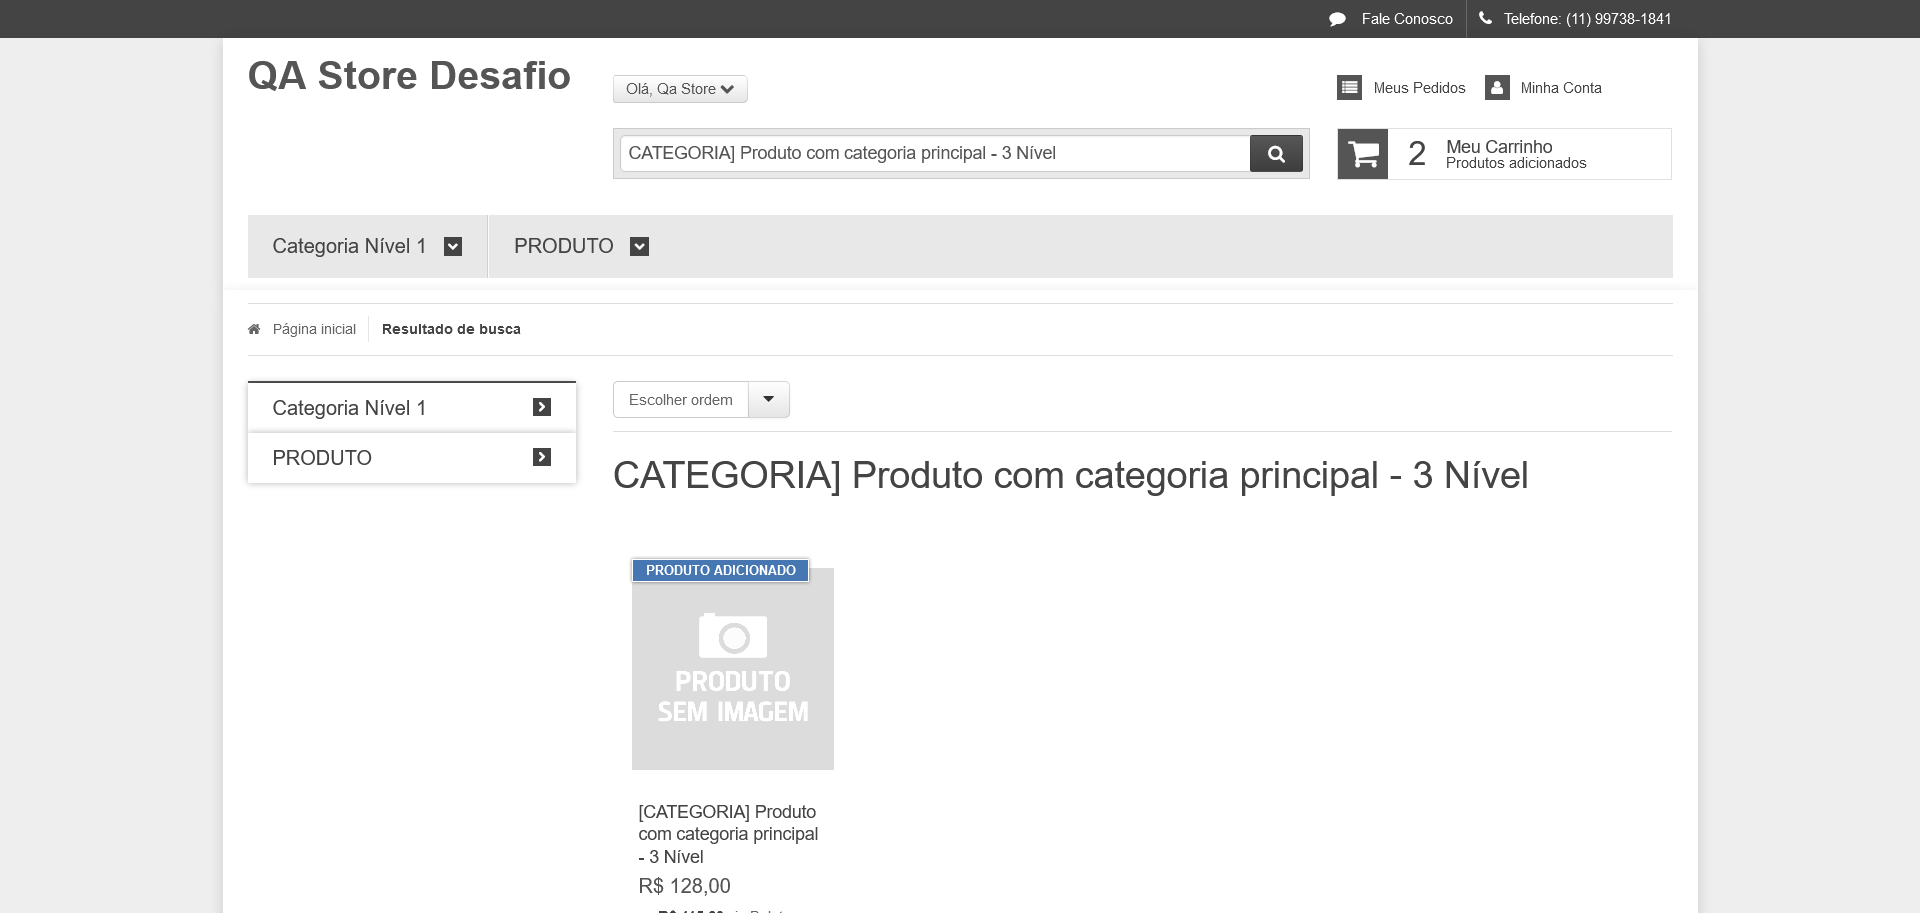 Fale Conosco
Telefone: (11) 99738-1841
QA Store Desafio
Olá, Qa Store
Meus Pedidos
Minha Conta
CATEGORIA] Produto com categoria principal - 3 Nível
2
Meu Carrinho
Produtos adicionados
Categoria Nível 1
PRODUTO
Página inicial
Resultado de busca
Categoria Nível 1
PRODUTO
Escolher ordem
CATEGORIA] Produto com categoria principal - 3 Nível
PRODUTO ADICIONADO
PRODUTO
SEM IMAGEM
[CATEGORIA] Produto
com categoria principal
- 3 Nível
R$ 128,00